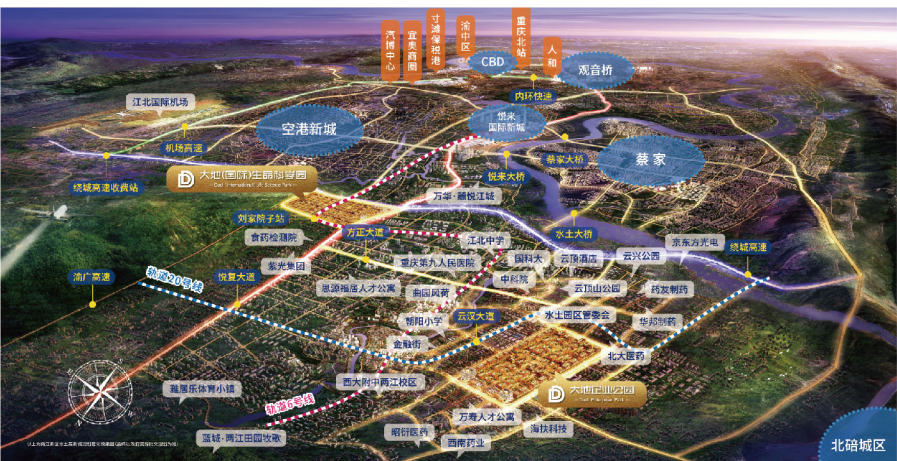 汽博中心
宜奥商圈
寸滩保税港
渝中区
重庆北站
人和
CBD
观音桥
内环快速
江北国际机场
空港新城
悦来
国际新城
机场高速
蔡家大桥
蔡家
悦来大桥
绕城高速收费站
大地(国际)生命科学园
万华·麓悦江城
刘家院子站
方正大道
水土大桥
食药检测院
江北中学
京东方光电
绕城高速
紫光集团
重庆第九人民医院
国科大
云顶酒店
云兴公园
渝广高速
轨道20号线
悦复大道
中科院
思源福居人才公寓
曲园风荷
云顶山公园
药友制药
朝阳小学
云汉大道
水土园区管委会
华邦制药
金融街
北大医药
雅居乐体育小镇
西大附中两江校区
大地企业公园
轨道6号线
万寿人才公寓
蓝城·两江田园牧歌
昭衍医药
海扶科技
西南药业
北碚城区